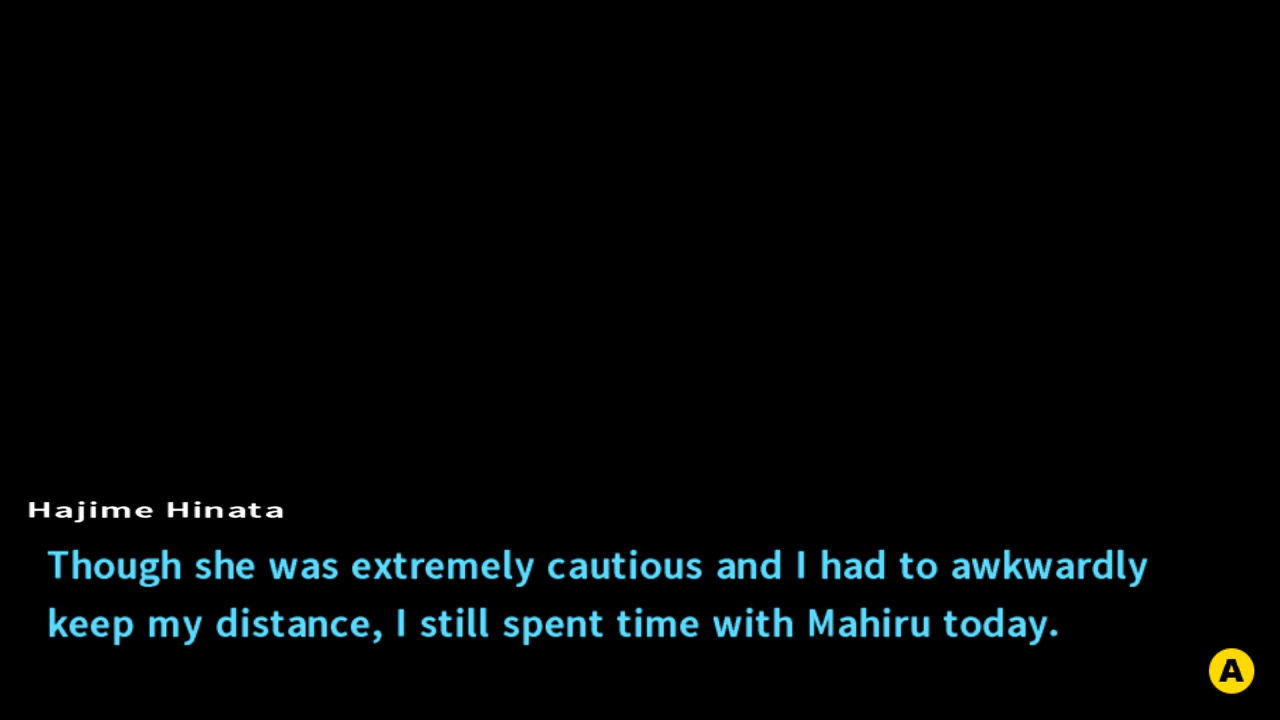 Hajime Hinata
Though she was extremely cautious and I had to awkwardly
keep my distance, I still spent time with Mahiru today.
A